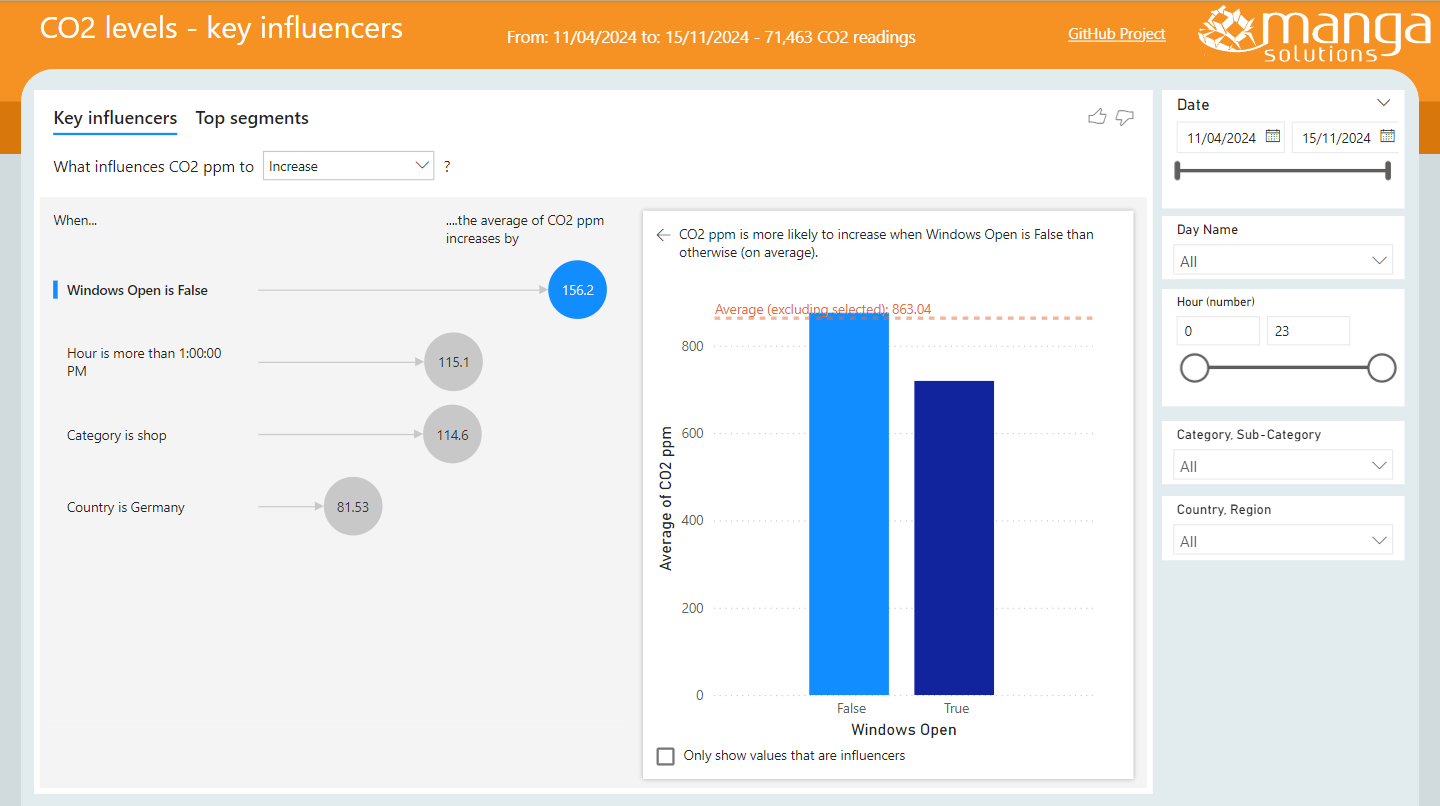 CO2 levels - key influencers
From: 11/04/2024 to: 15/11/2024 - 71,463 CO2 readings
GitHub Project
manga
solutions
Key influencers
Top segments
What influences CO2 ppm to
Increase
?
When...
....the average of CO2 ppm
increases by
Windows Open is False
156.2
Hour is more than 1:00:00
PM
115.1
Category is shop
114.6
Country is Germany
81.53
CO2 ppm is more likely to increase when Windows Open is False than
otherwise (on average).
Average (excluding selected): 863.04
800
600
400
200
0
Average of CO2 ppm
False
True
Windows Open
Only show values that are influencers
Date
11/04/2024
15/11/2024
Day Name
All
Hour (number)
0
23
Category, Sub-Category
All
Country, Region
All